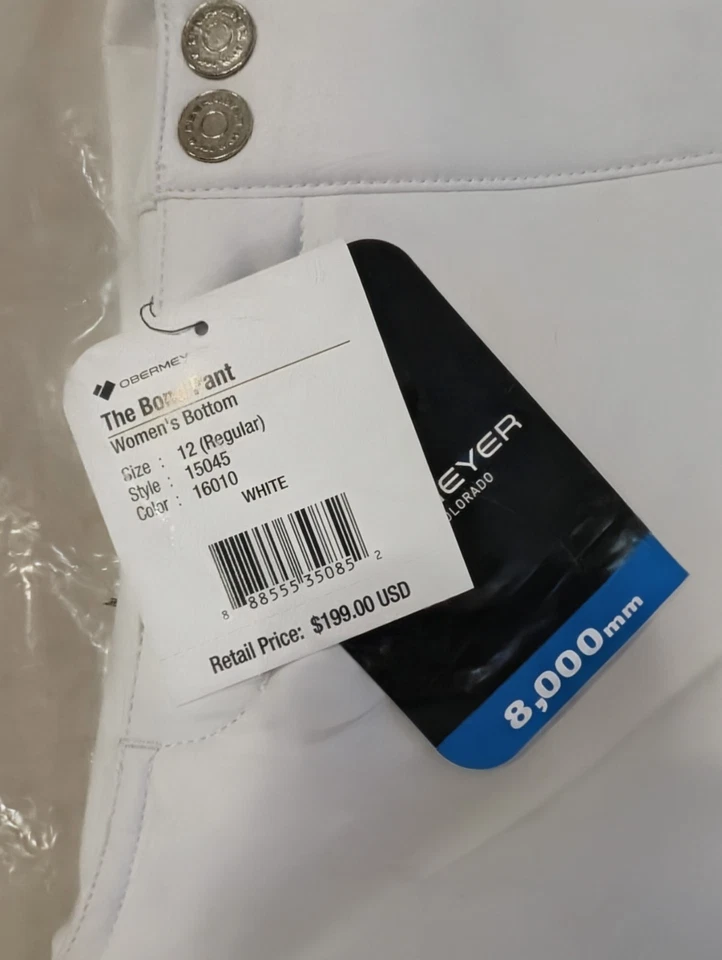 OBERMEY
The Bo Pant
Women's Bottom
Size : 12 (Regular)
Style : 15045
Color : 16010
WHITE
8 88555 35085 2
Retail Price: $199.00 USD
EYER
OLORADO
8,000mm